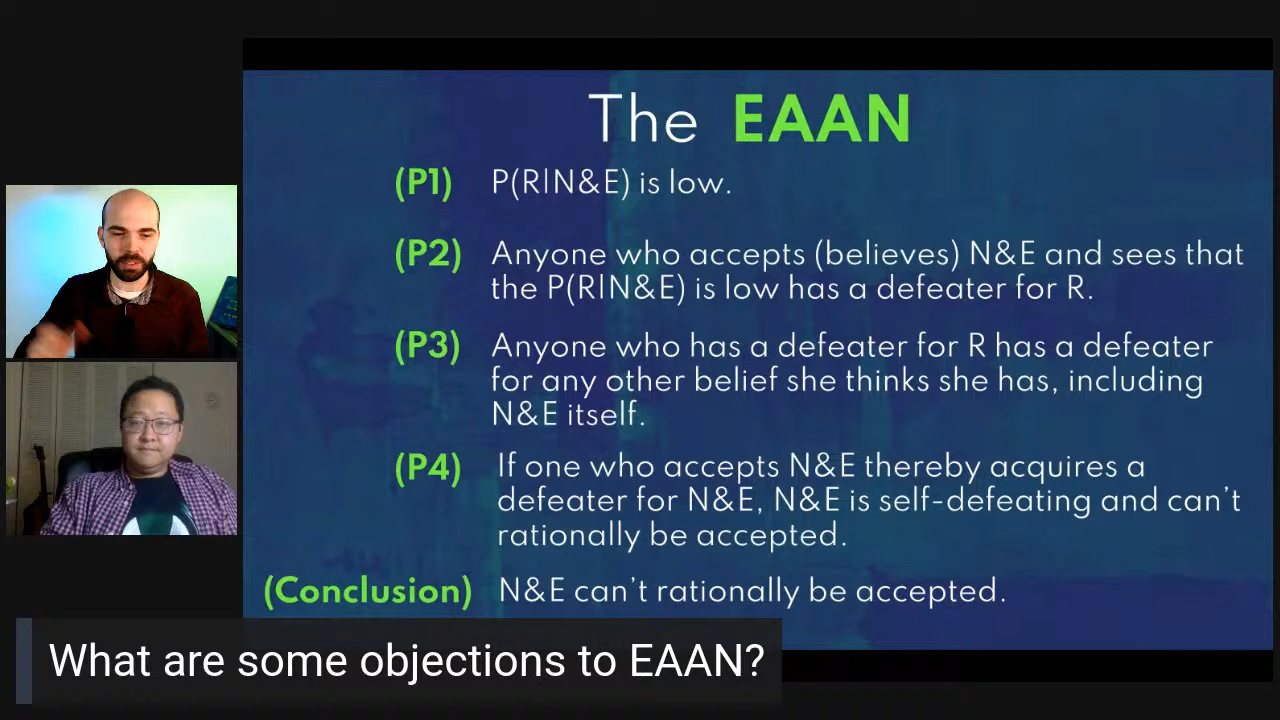 The EAAN
(P1) P(R|N&E) is low.
(P2) Anyone who accepts (believes) N&E and sees that
the P(R|N&E) is low has a defeater for R.
(P3) Anyone who has a defeater for R has a defeater
for any other belief she thinks she has, including
N&E itself.
(P4) If one who accepts N&E thereby acquires a
defeater for N&E, N&E is self-defeating and can't
rationally be accepted.
(Conclusion) N&E can't rationally be accepted.
What are some objections to EAAN?